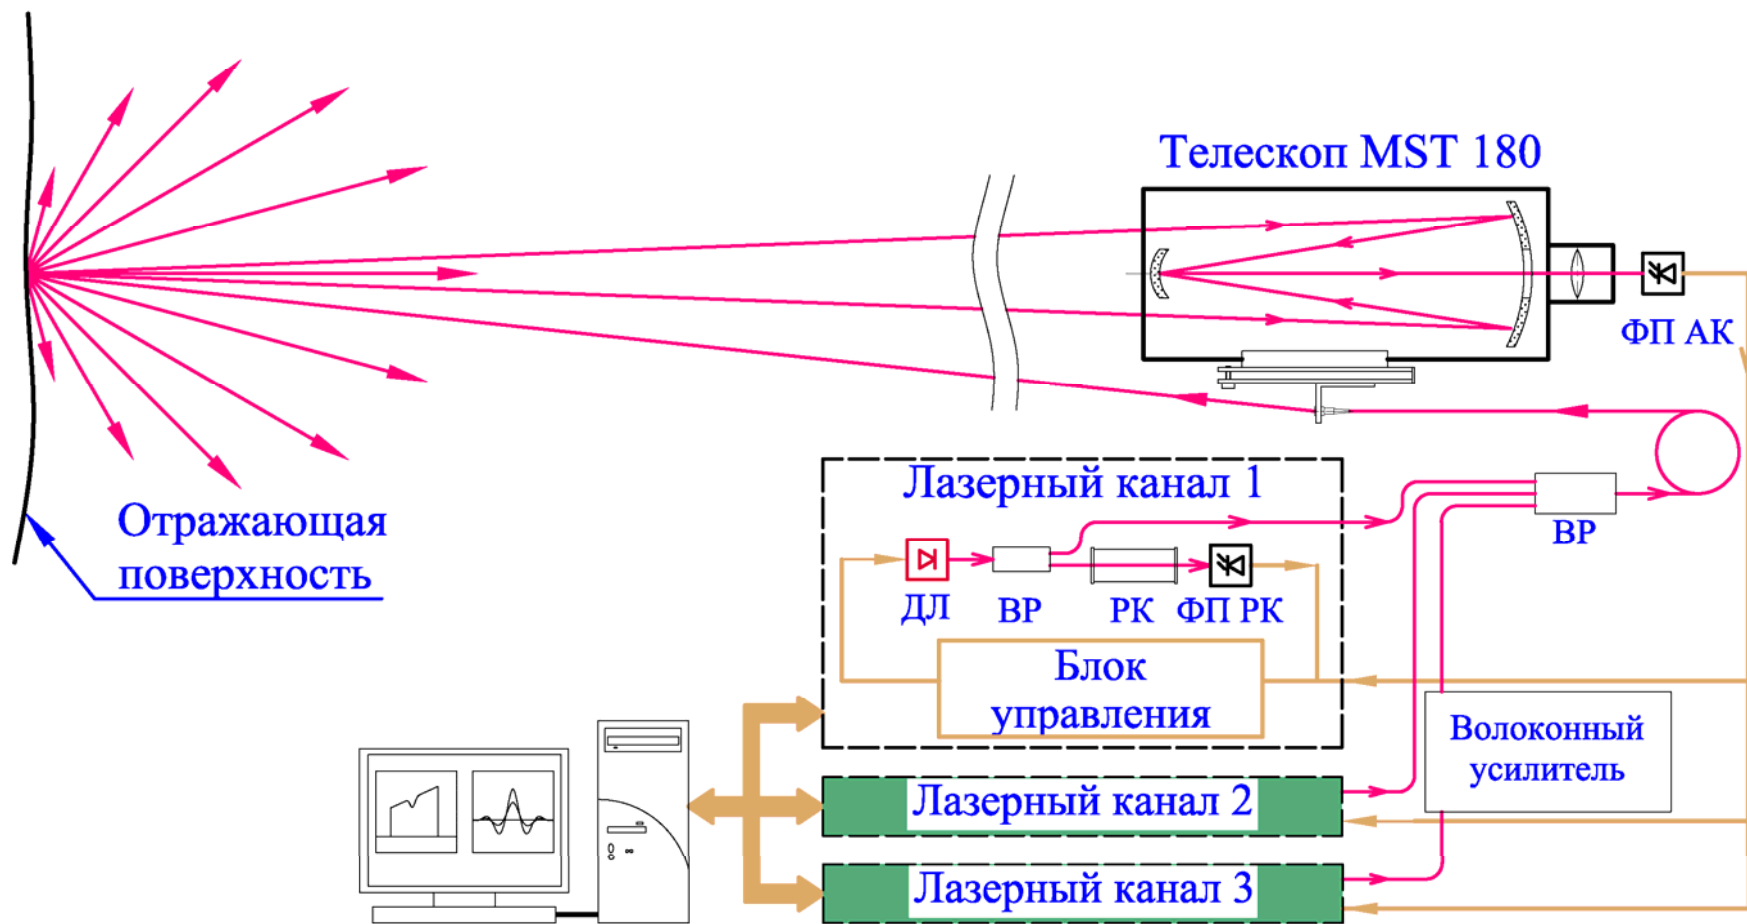 Телескоп MST 180
ФП АК
Лазерный канал 1
ВР
Отражающая
поверхность
ДЛ
ВР
РК
ФП РК
Блок
управления
Волоконный
усилитель
Лазерный канал 2
Лазерный канал 3